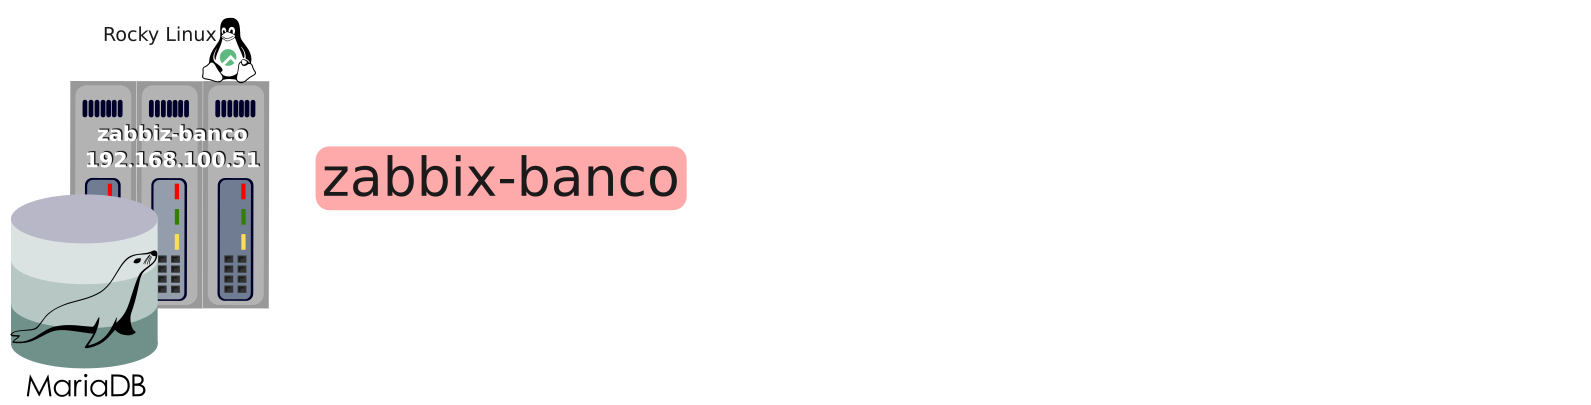 Rocky Linux
zabbiz-banco
192.168.100.51
zabbix-banco
MariaDB